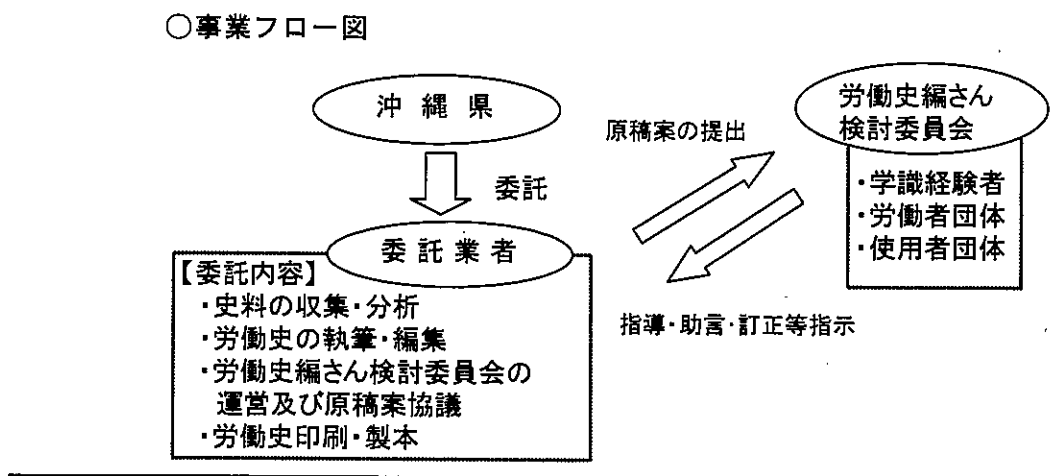 ○事業フロー図
沖縄県
委託
委託業者
【委託内容】
・史料の収集・分析
・労働史の執筆・編集
・労働史編さん検討委員会の
運営及び原稿案協議
・労働史印刷・製本
原稿案の提出
指導・助言・訂正等指示
労働史編さん
検討委員会
・学識経験者
・労働者団体
・使用者団体